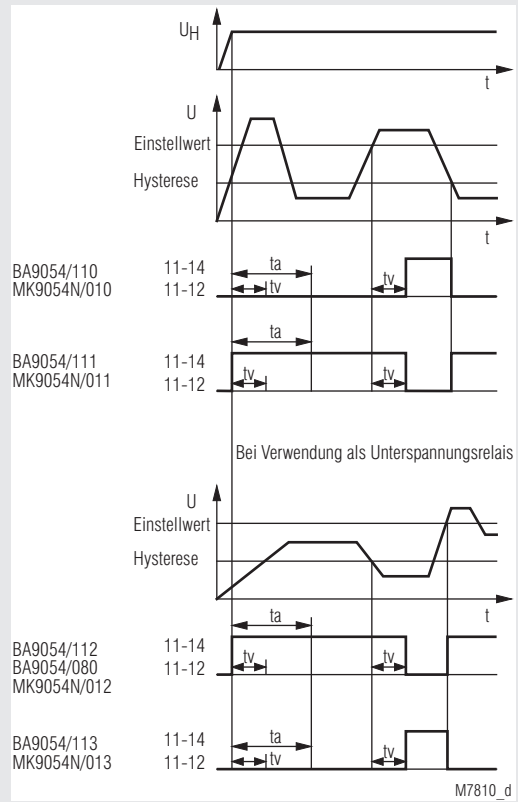 UH
t
U
Einstellwert
Hysterese
t
BA9054/110 11-14 ta
MK9054N/010 11-12 tv tv
ta
BA9054/111 11-14
MK9054N/011 11-12 tv tv
Bei Verwendung als Unterspannungsrelais
U
Einstellwert
Hysterese
t
ta
BA9054/112 11-14
BA9054/080 11-12 tv tv
MK9054N/012
BA9054/113 11-14 ta
MK9054N/013 11-12 tv tv
M7810_d